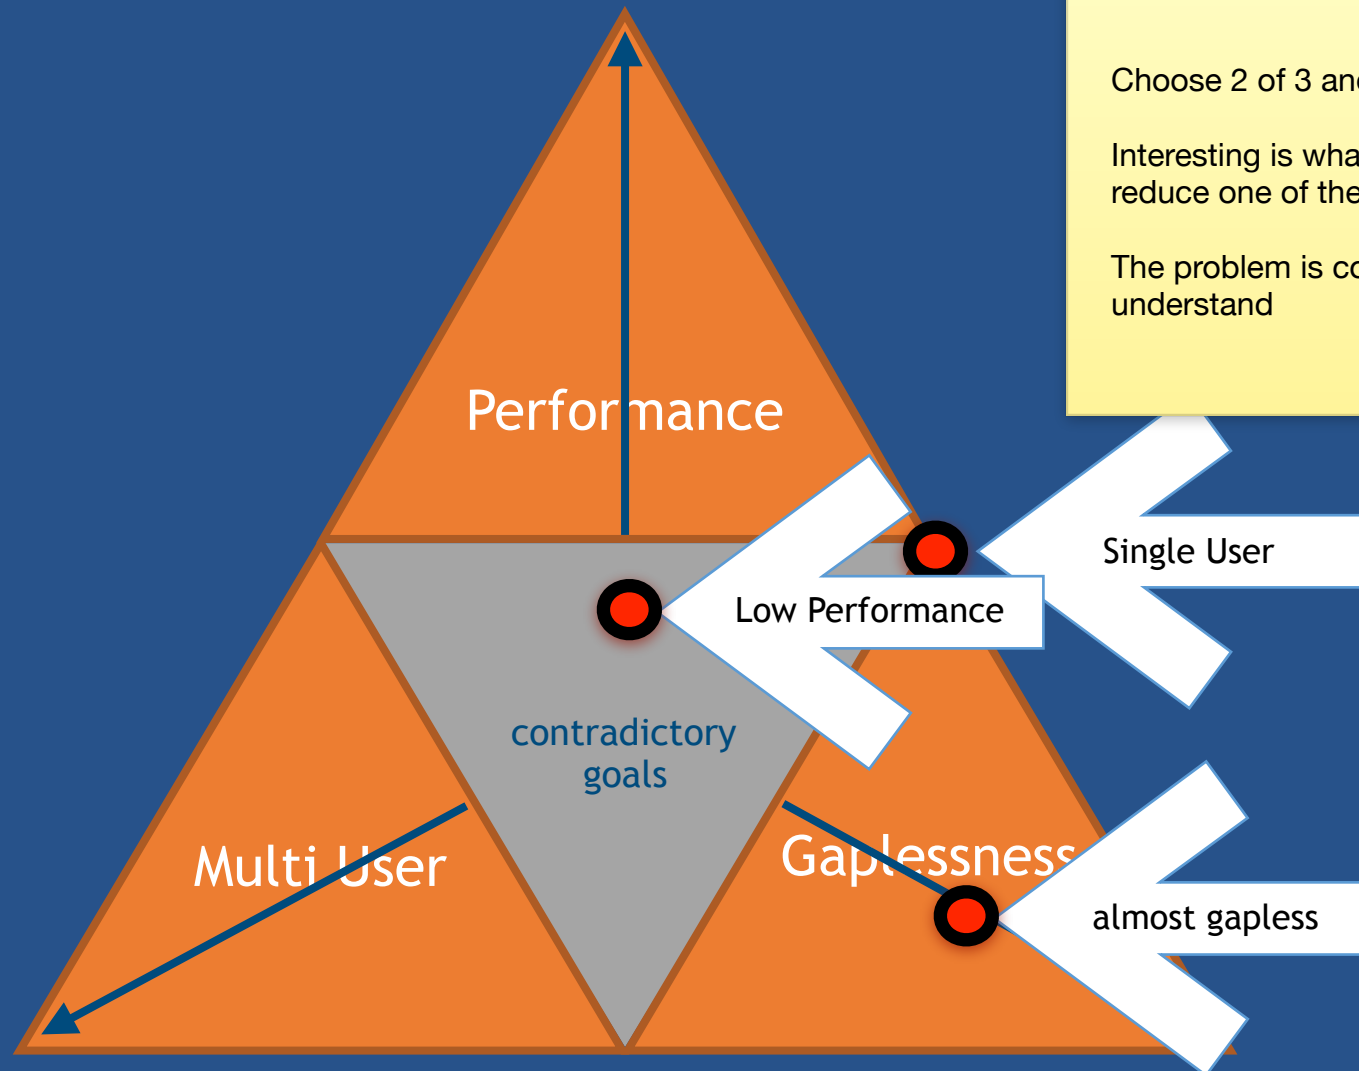 Choose 2 of 3 and
Interesting is wha
reduce one of the
The problem is co
understand
Performance
Single User
Low Performance
contradictory
goals
Multi User
Gaplessness
almost gapless